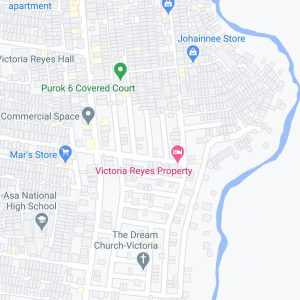 apartment
Johainnee Store
Victoria Reyes Hall
Purok 6 Covered Court
Commercial Space
Mar's Store
Victoria Reyes Property
-Asa National
High School
The Dream
Church-Victoria